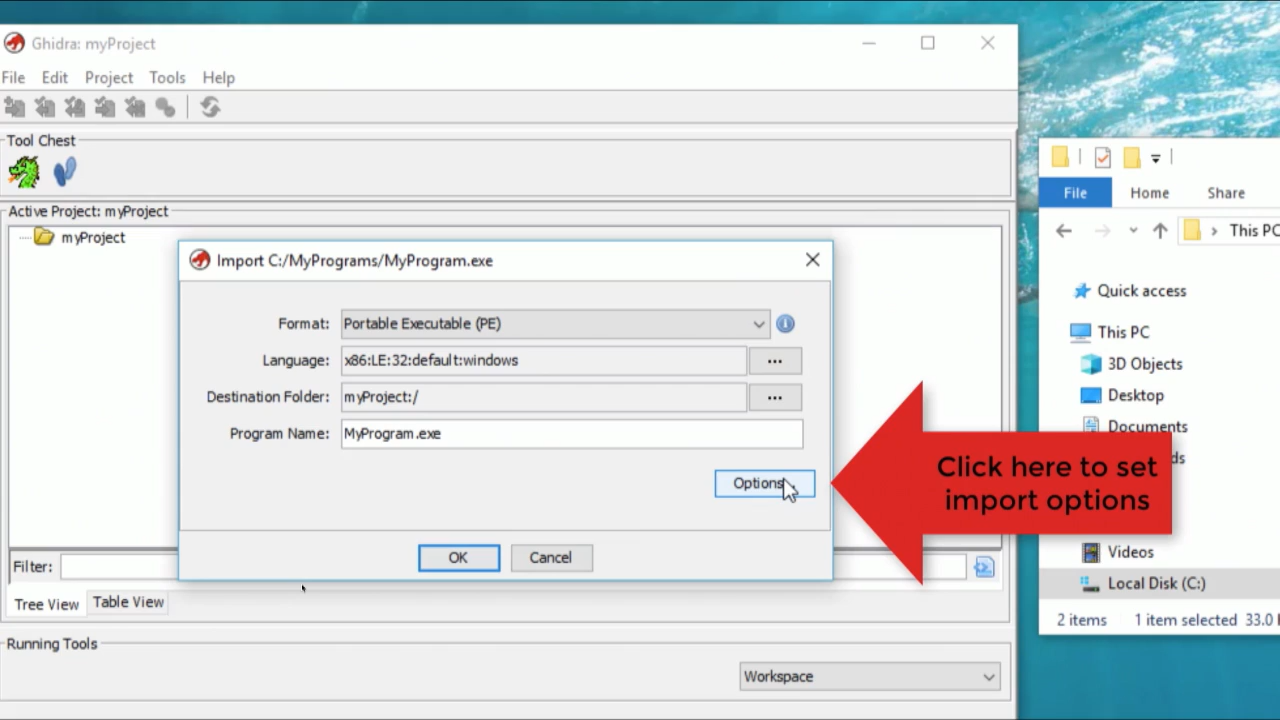 Ghidra: myProject
File Edit Project Tools Help
Tool Chest
Active Project: myProject
myProject
Import C:/MyPrograms/MyProgram.exe
Format: Portable Executable (PE)
Language: x86:LE:32:default:windows ...
Destination Folder: myProject:/ ...
Program Name: MyProgram.exe
Options
OK Cancel
Filter:
Tree View Table View
Running Tools
Workspace
Click here to set
import options
File Home Share
This PC
Quick access
This PC
3D Objects
Desktop
Documents
Videos
Local Disk (C:)
2 items 1 item selected 33.0